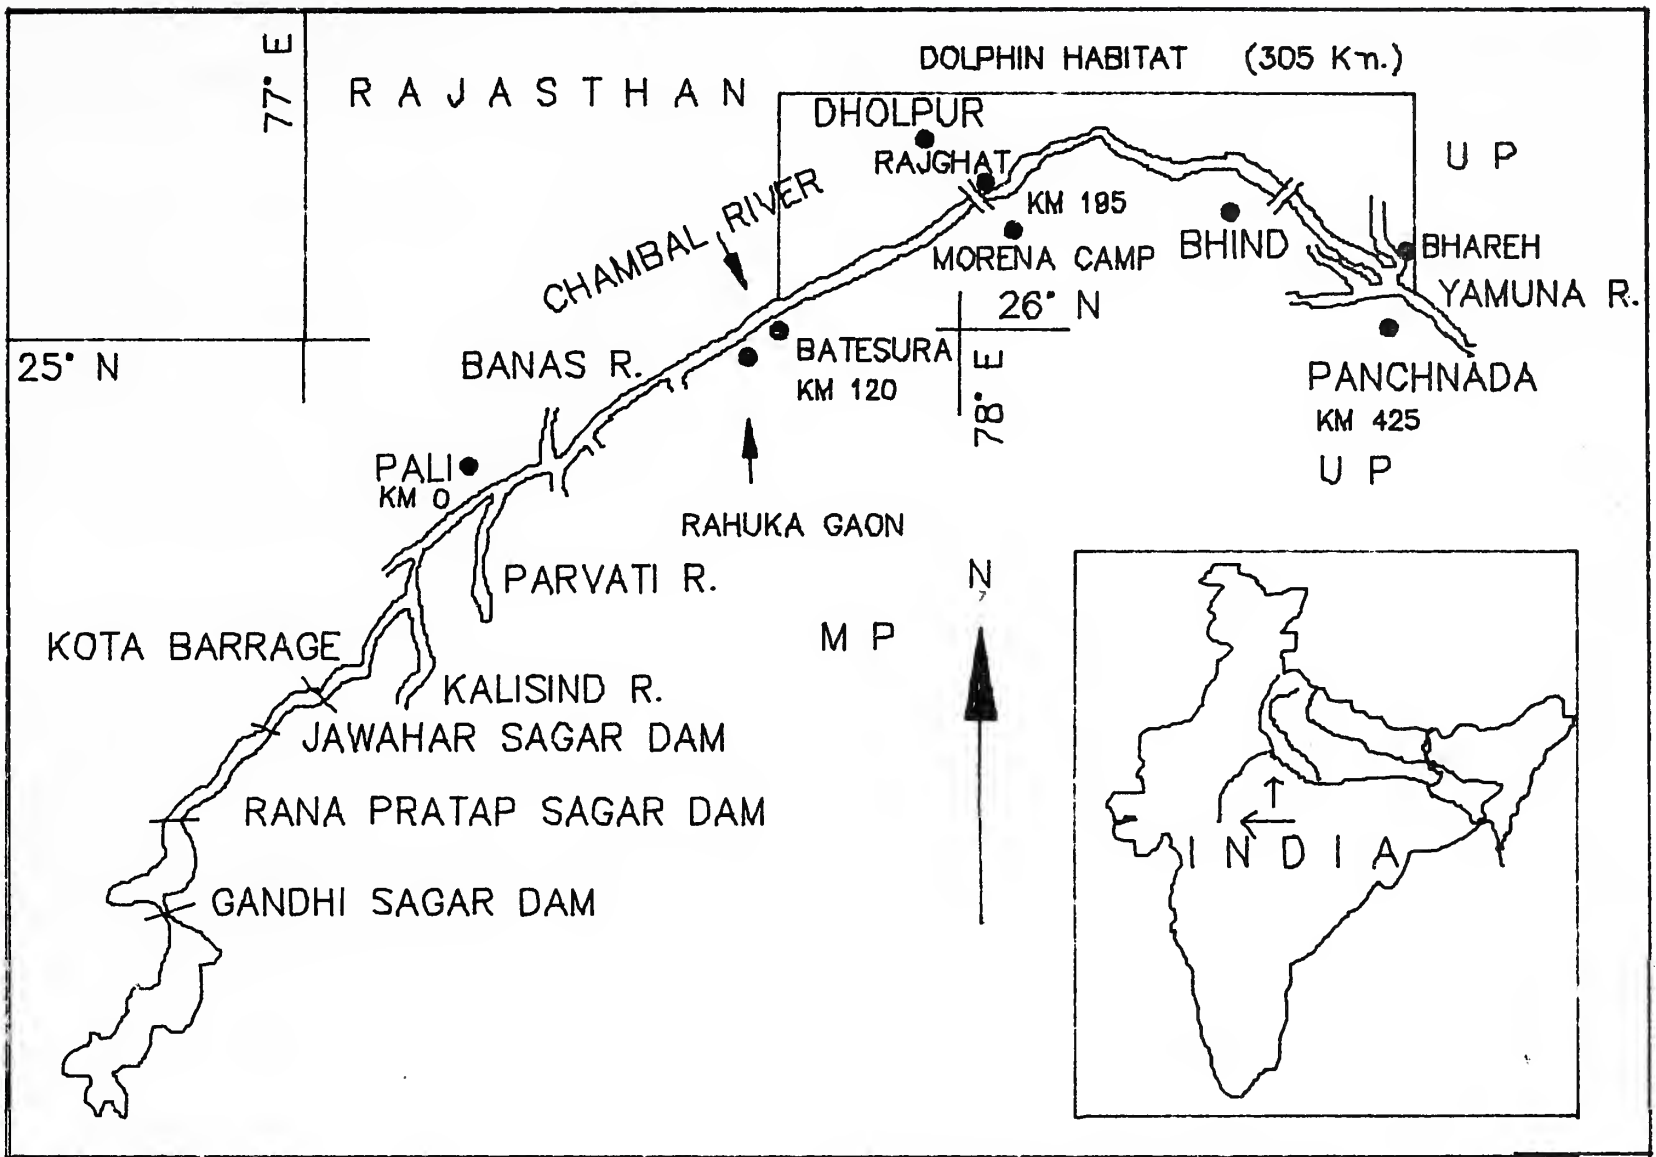 DOLPHIN HABITAT (305 Km.)
77° E
RAJASTHAN
DHOLPUR
RAJGHAT
U P
CHAMBAL RIVER
KM 195
MORENA CAMP
BHIND
BHAREH
YAMUNA R.
26° N
78° E
25° N
BANAS R.
BATESURA
KM 120
PANCHNADA
KM 425
U P
PALI
KM 0
RAHUKA GAON
PARVATI R.
N
M P
KOTA BARRAGE
KALISIND R.
JAWAHAR SAGAR DAM
RANA PRATAP SAGAR DAM
GANDHI SAGAR DAM
INDIA